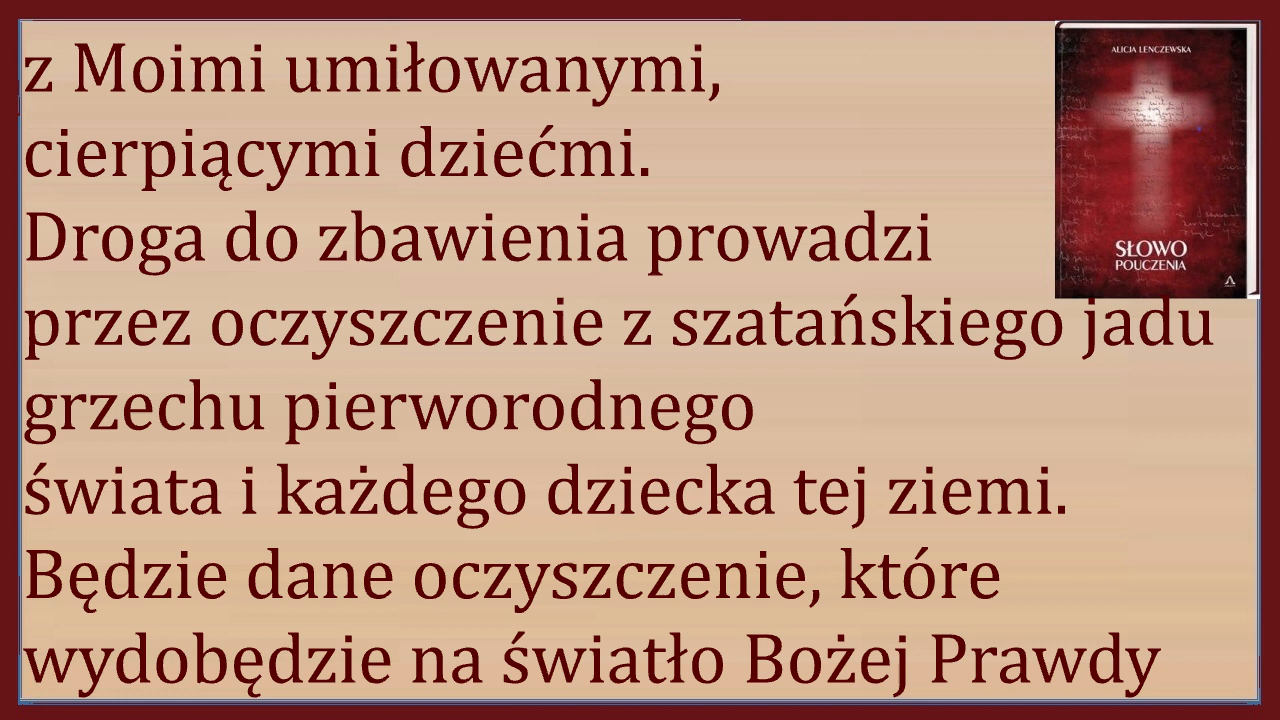 z Moimi umiłowanymi,
cierpiącymi dziećmi.
Droga do zbawienia prowadzi
przez oczyszczenie z szatańskiego jadu
grzechu pierworodnego
świata i każdego dziecka tej ziemi.
Będzie dane oczyszczenie, które
wydobędzie na światło Bożej Prawdy
ALICJA LENCZEWSKA
SŁOWO
POUCZENIA